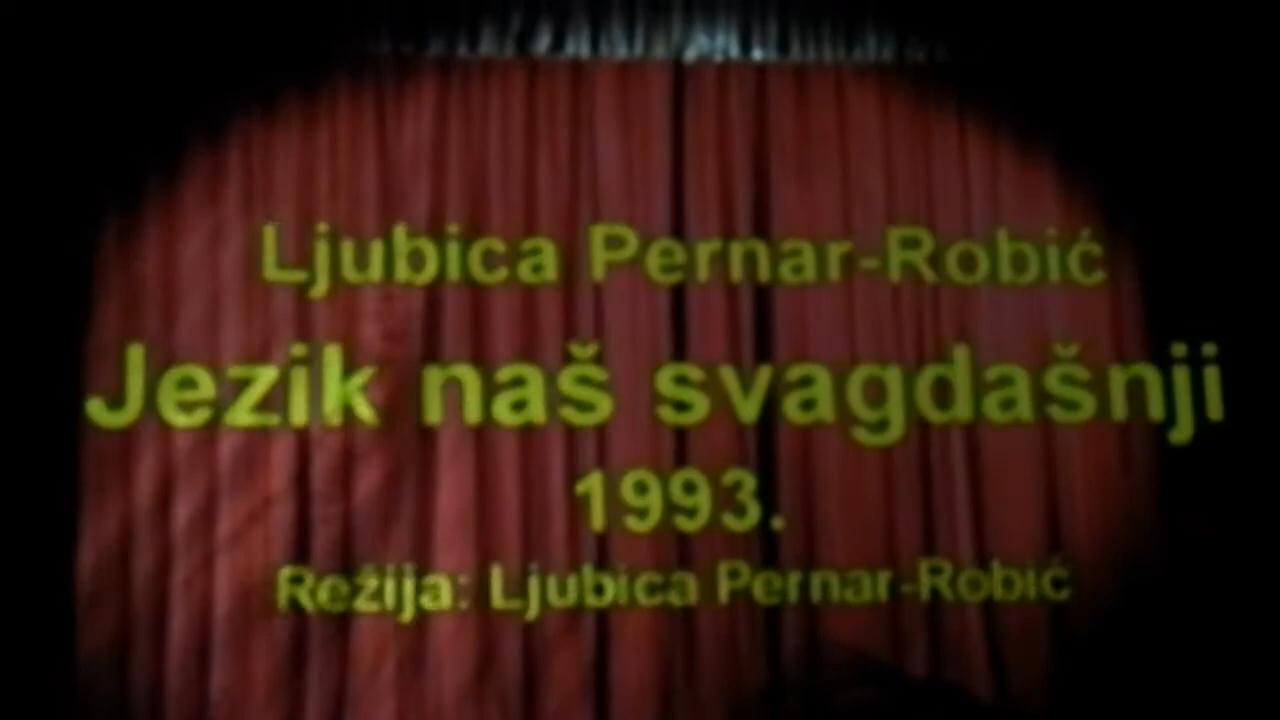 Ljubica Pernar-Robić
Jezik naš svagdašnji
1993.
Režija: Ljubica Pernar-Robić